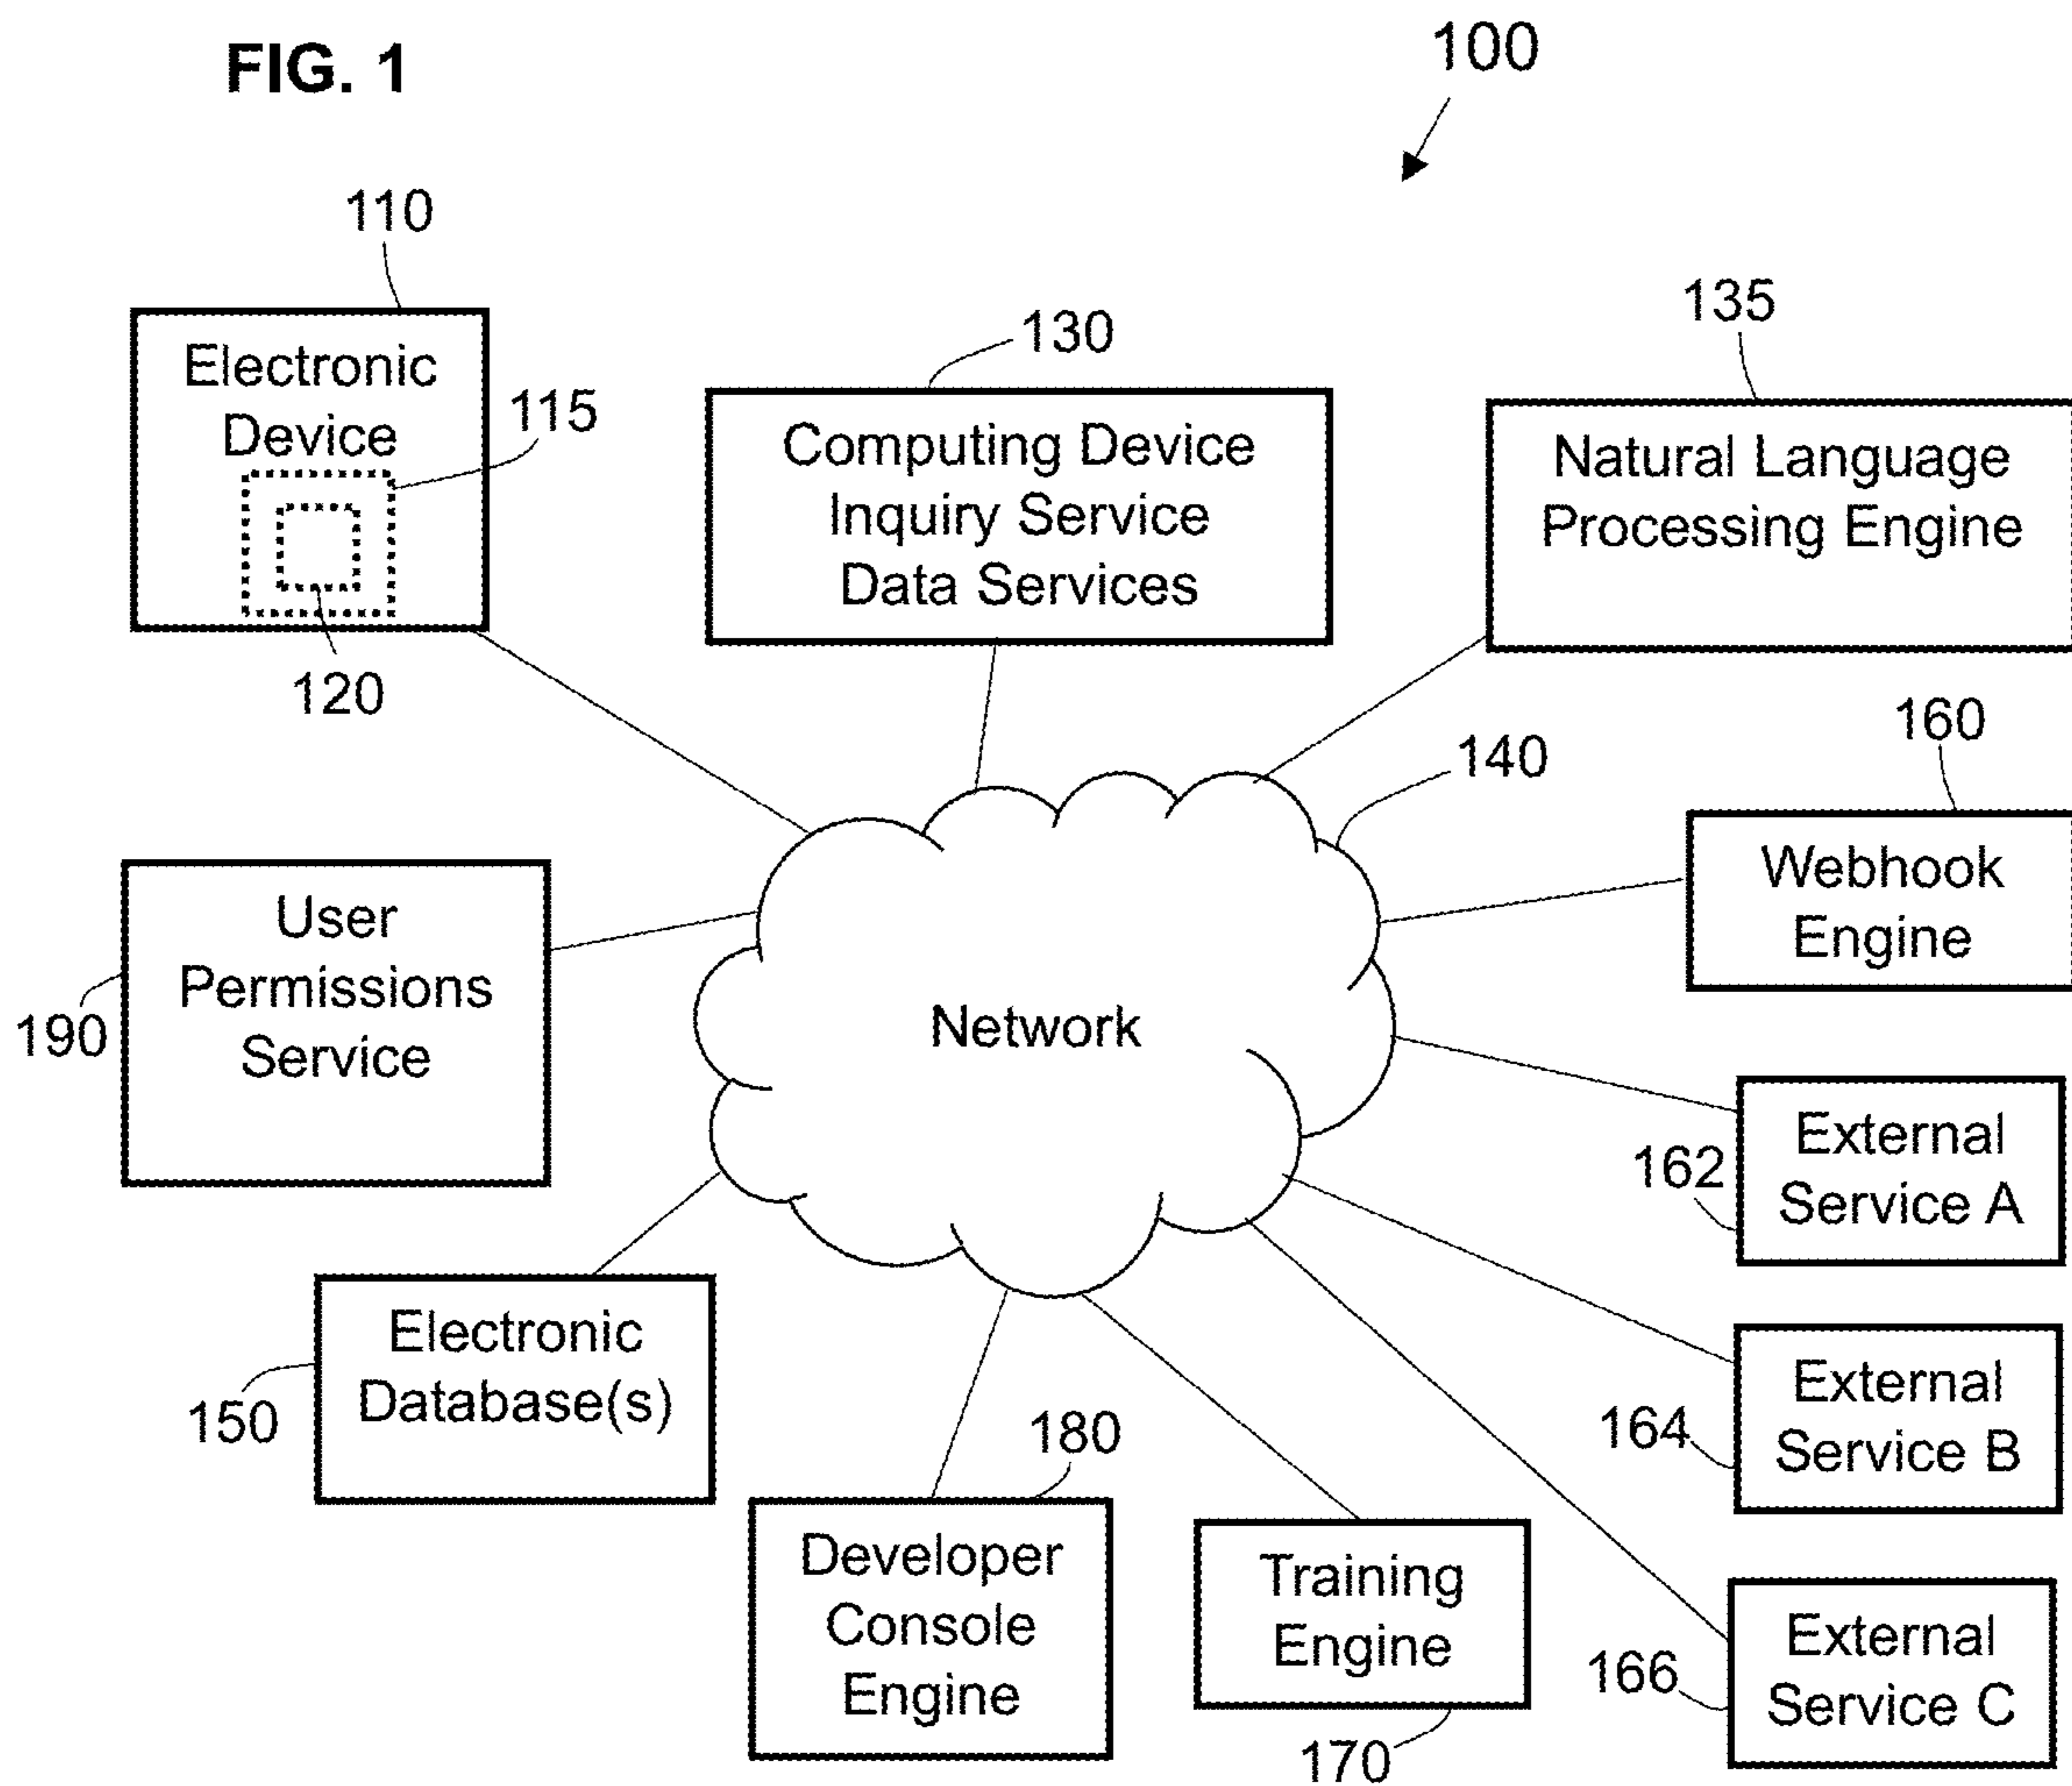 FIG. 1
100
110
Electronic
Device
115
120
130
Computing Device
Inquiry Service
Data Services
135
Natural Language
Processing Engine
140
160
Webhook
Engine
User
Permissions
Service
190
Network
162
External
Service A
Electronic
Database(s)
150
164
External
Service B
180
Developer
Console
Engine
Training
Engine
170
166
External
Service C